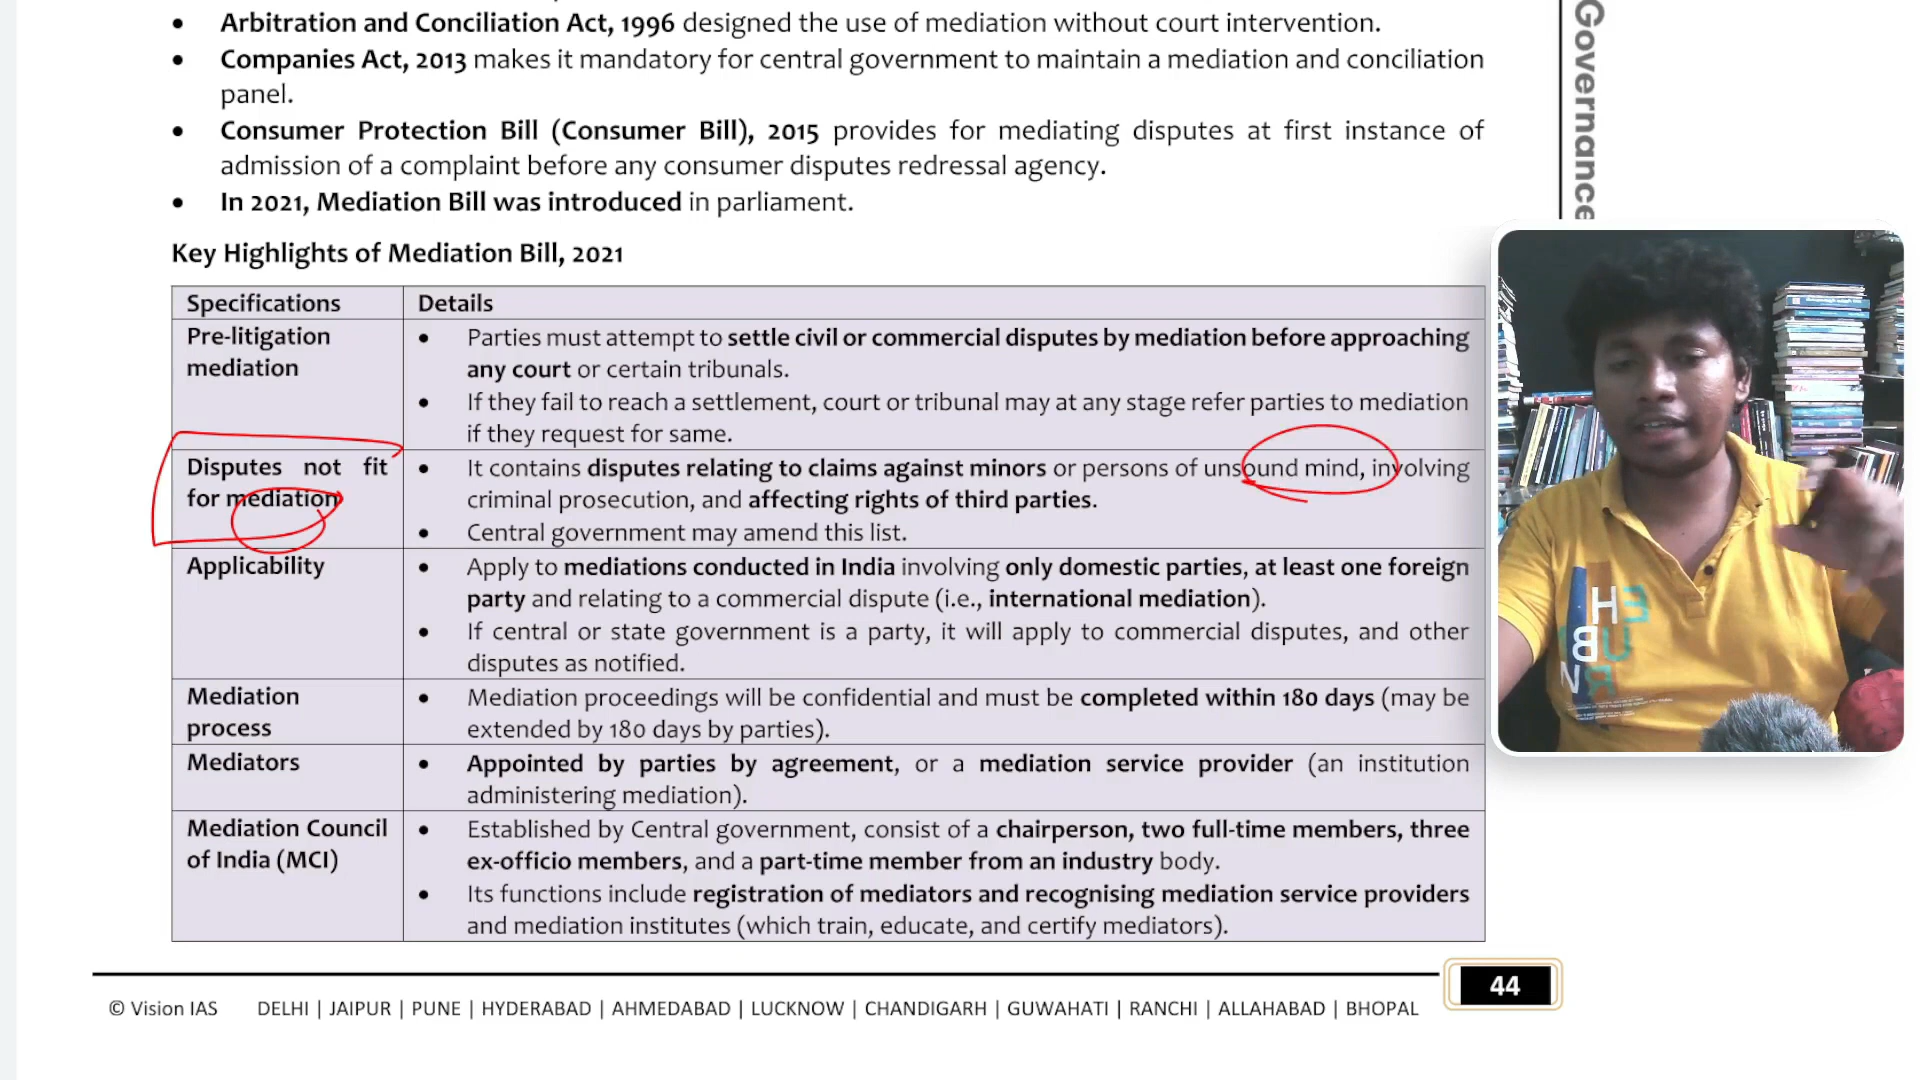 • Arbitration and Conciliation Act, 1996 designed the use of mediation without court intervention.
• Companies Act, 2013 makes it mandatory for central government to maintain a mediation and conciliation
panel.
• Consumer Protection Bill (Consumer Bill), 2015 provides for mediating disputes at first instance of
admission of a complaint before any consumer disputes redressal agency.
• In 2021, Mediation Bill was introduced in parliament.
Governance
Key Highlights of Mediation Bill, 2021
Specifications
Details
Pre-litigation
mediation
• Parties must attempt to settle civil or commercial disputes by mediation before approaching
any court or certain tribunals.
• If they fail to reach a settlement, court or tribunal may at any stage refer parties to mediation
if they request for same.
Disputes not fit
for mediation
• It contains disputes relating to claims against minors or persons of unsound mind, involving
criminal prosecution, and affecting rights of third parties.
• Central government may amend this list.
Applicability
• Apply to mediations conducted in India involving only domestic parties, at least one foreign
party and relating to a commercial dispute (i.e., international mediation).
• If central or state government is a party, it will apply to commercial disputes, and other
disputes as notified.
Mediation
process
• Mediation proceedings will be confidential and must be completed within 180 days (may be
extended by 180 days by parties).
Mediators
• Appointed by parties by agreement, or a mediation service provider (an institution
administering mediation).
Mediation Council
of India (MCI)
• Established by Central government, consist of a chairperson, two full-time members, three
ex-officio members, and a part-time member from an industry body.
• Its functions include registration of mediators and recognising mediation service providers
and mediation institutes (which train, educate, and certify mediators).
44
© Vision IAS DELHI | JAIPUR | PUNE | HYDERABAD | AHMEDABAD | LUCKNOW | CHANDIGARH | GUWAHATI | RANCHI | ALLAHABAD | BHOPAL